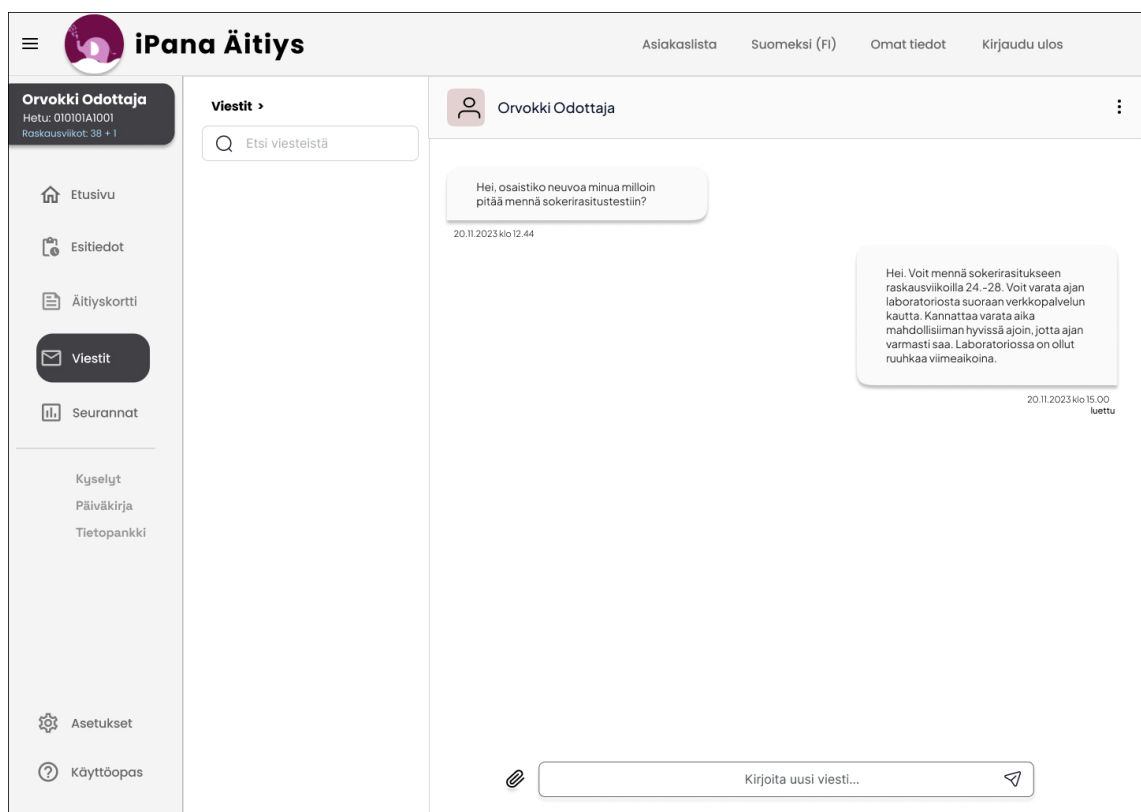 iPana Äitiys
Asiakaslista
Suomeksi (FI)
Omat tiedot
Kirjaudu ulos
Orvokki Odottaja
Hetu: 010101A1001
Raskausviikot: 38 + 1
Etusivu
Esitiedot
Äitiyskortti
Viestit
Seurannat
Kyselyt
Päiväkirja
Tietopankki
Asetukset
Käyttöopas
Viestit >
Etsi viesteistä
Orvokki Odottaja
Hei, osaistiko neuvoa minua milloin
pitää mennä sokerirasitustestiin?
20.11.2023 klo 12.44
Hei. Voit mennä sokerirasitukseen
raskausviikoilla 24.-28. Voit varata ajan
laboratoriosta suoraan verkkopalvelun
kautta. Kannattaa varata aika
mahdollisiiman hyvissä ajoin, jotta ajan
varmasti saa. Laboratoriossa on ollut
ruuhkaa viimeaikoina.
20.11.2023 klo 15.00
luettu
Kirjoita uusi viesti...